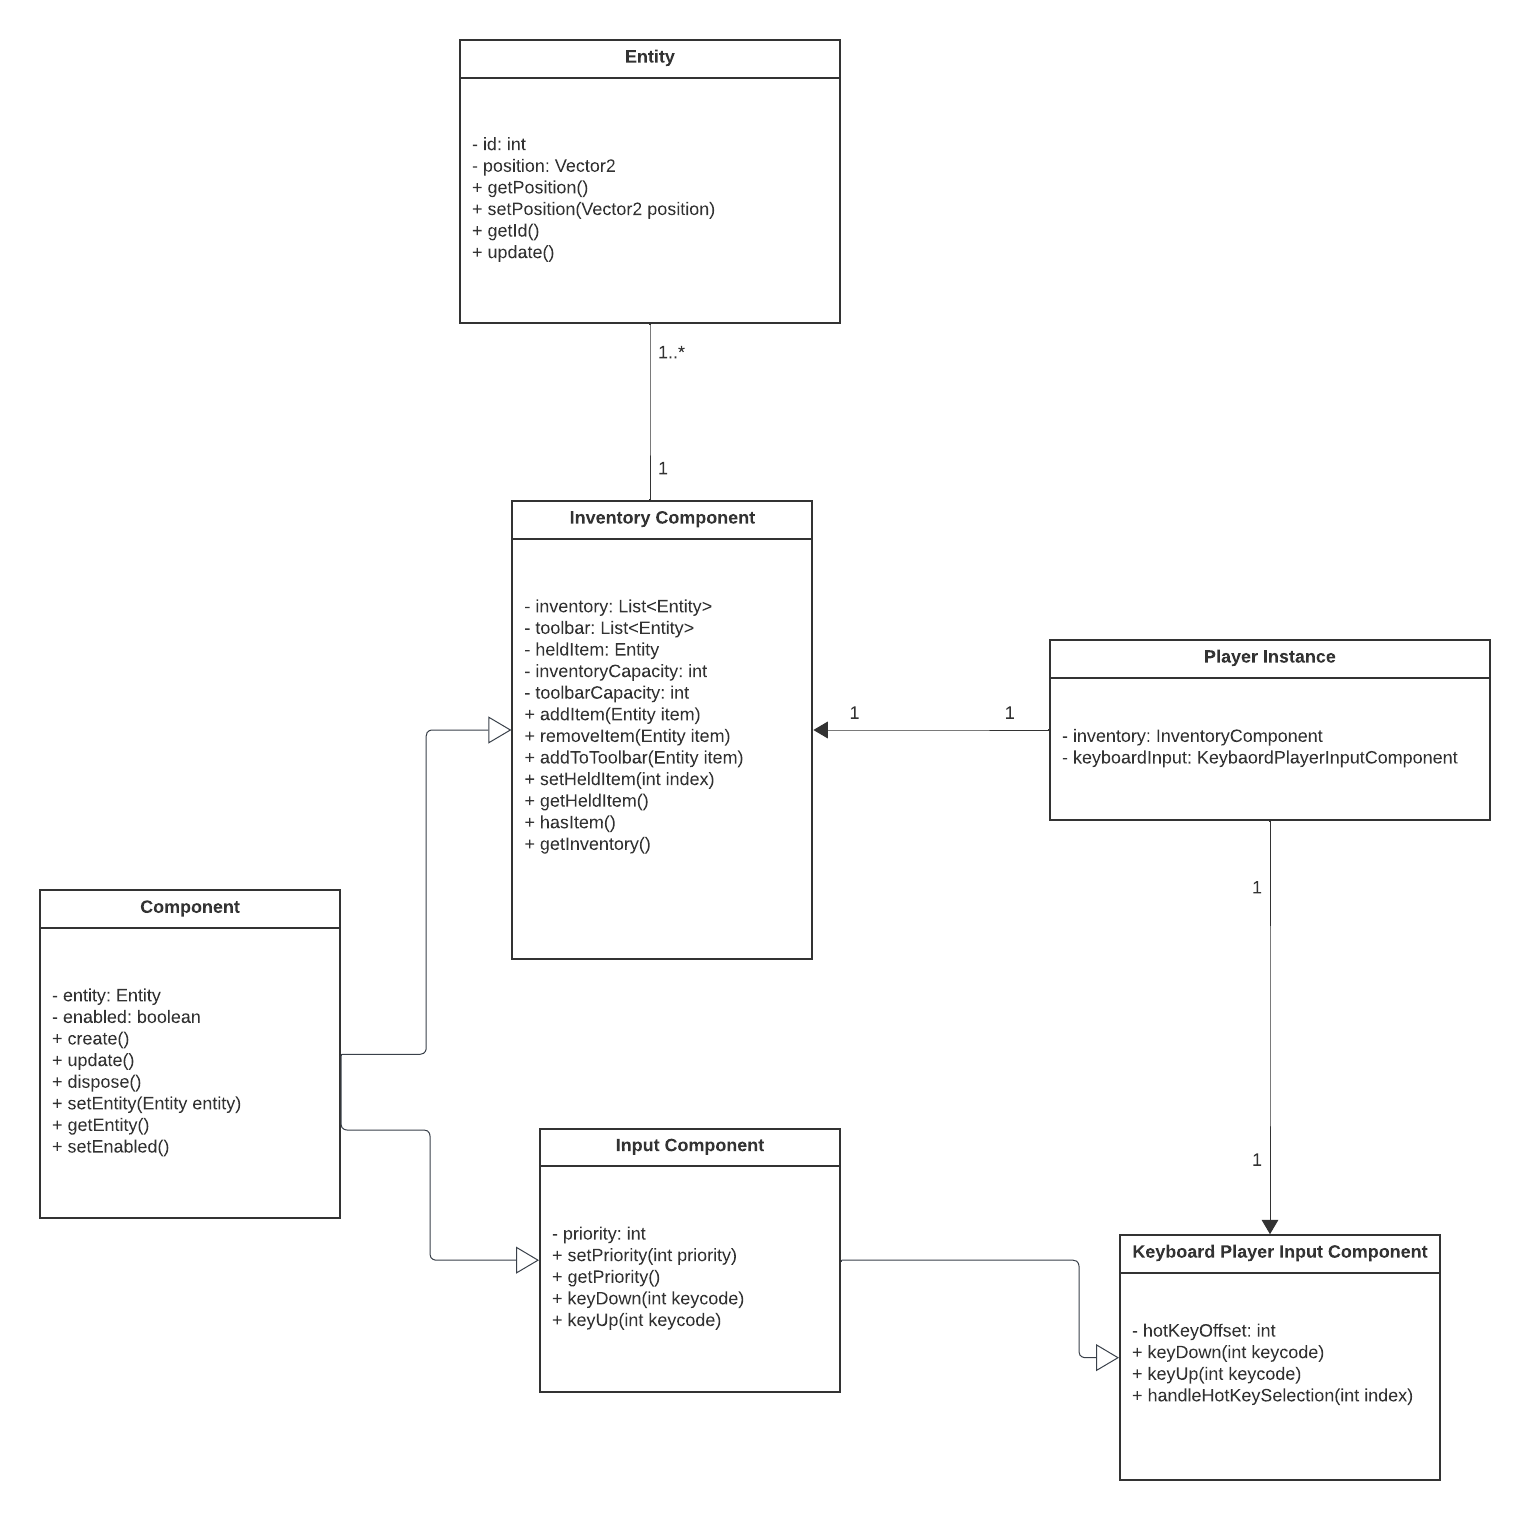 Entity
- id: int
- position: Vector2
+ getPosition()
+ setPosition(Vector2 position)
+ getId()
+ update()
1..*
1
Inventory Component
- inventory: List<Entity>
- toolbar: List<Entity>
- heldItem: Entity
- inventoryCapacity: int
- toolbarCapacity: int
+ addItem(Entity item)
+ removeItem(Entity item)
+ addToToolbar(Entity item)
+ setHeldItem(int index)
+ getHeldItem()
+ hasItem()
+ getInventory()
1
1
Player Instance
- inventory: InventoryComponent
- keyboardInput: KeybaordPlayerInputComponent
1
1
Component
- entity: Entity
- enabled: boolean
+ create()
+ update()
+ dispose()
+ setEntity(Entity entity)
+ getEntity()
+ setEnabled()
Input Component
- priority: int
+ setPriority(int priority)
+ getPriority()
+ keyDown(int keycode)
+ keyUp(int keycode)
Keyboard Player Input Component
- hotKeyOffset: int
+ keyDown(int keycode)
+ keyUp(int keycode)
+ handleHotKeySelection(int index)